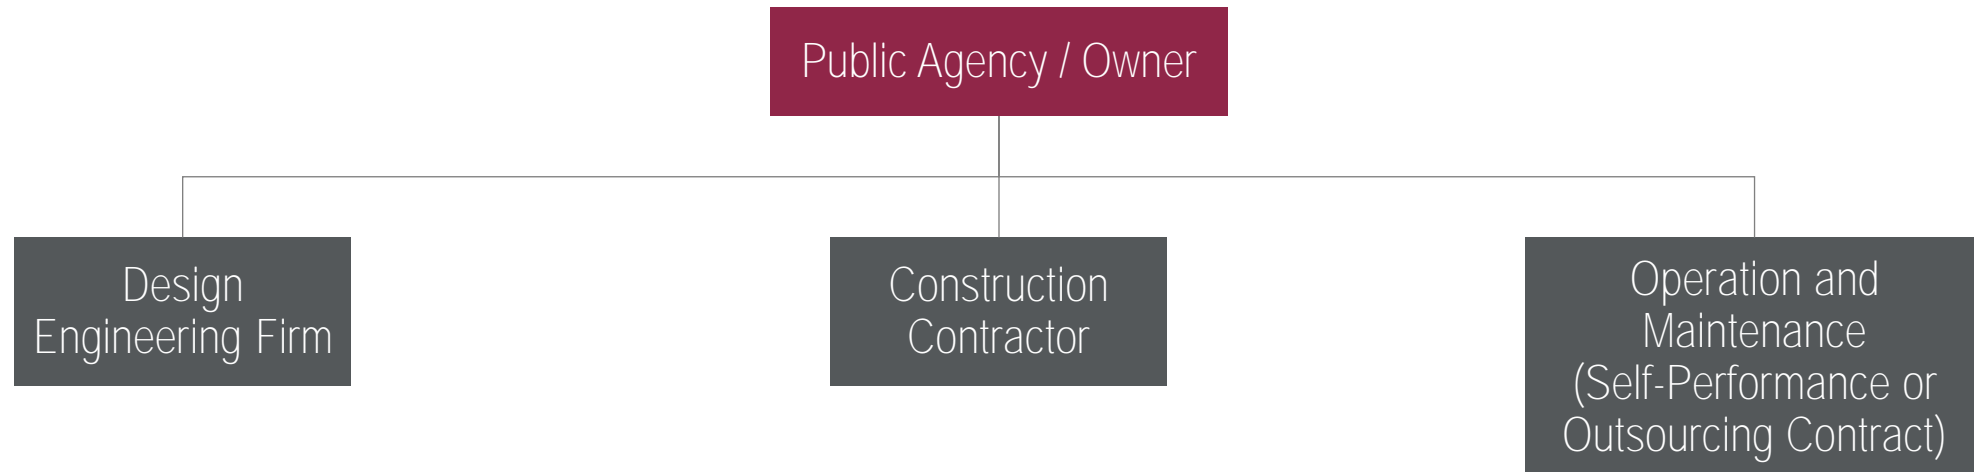 Public Agency / Owner
Design
Engineering Firm
Construction
Contractor
Operation and
Maintenance
(Self-Performance or
Outsourcing Contract)